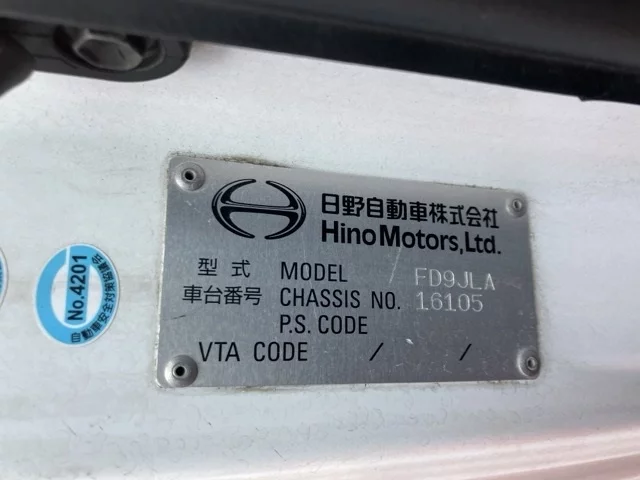 日野自動車株式会社
Hino Motors, Ltd.
型式 MODEL FD9JLA
車台番号 CHASSIS NO. 16105
P.S. CODE
VTA CODE / /
No.4201